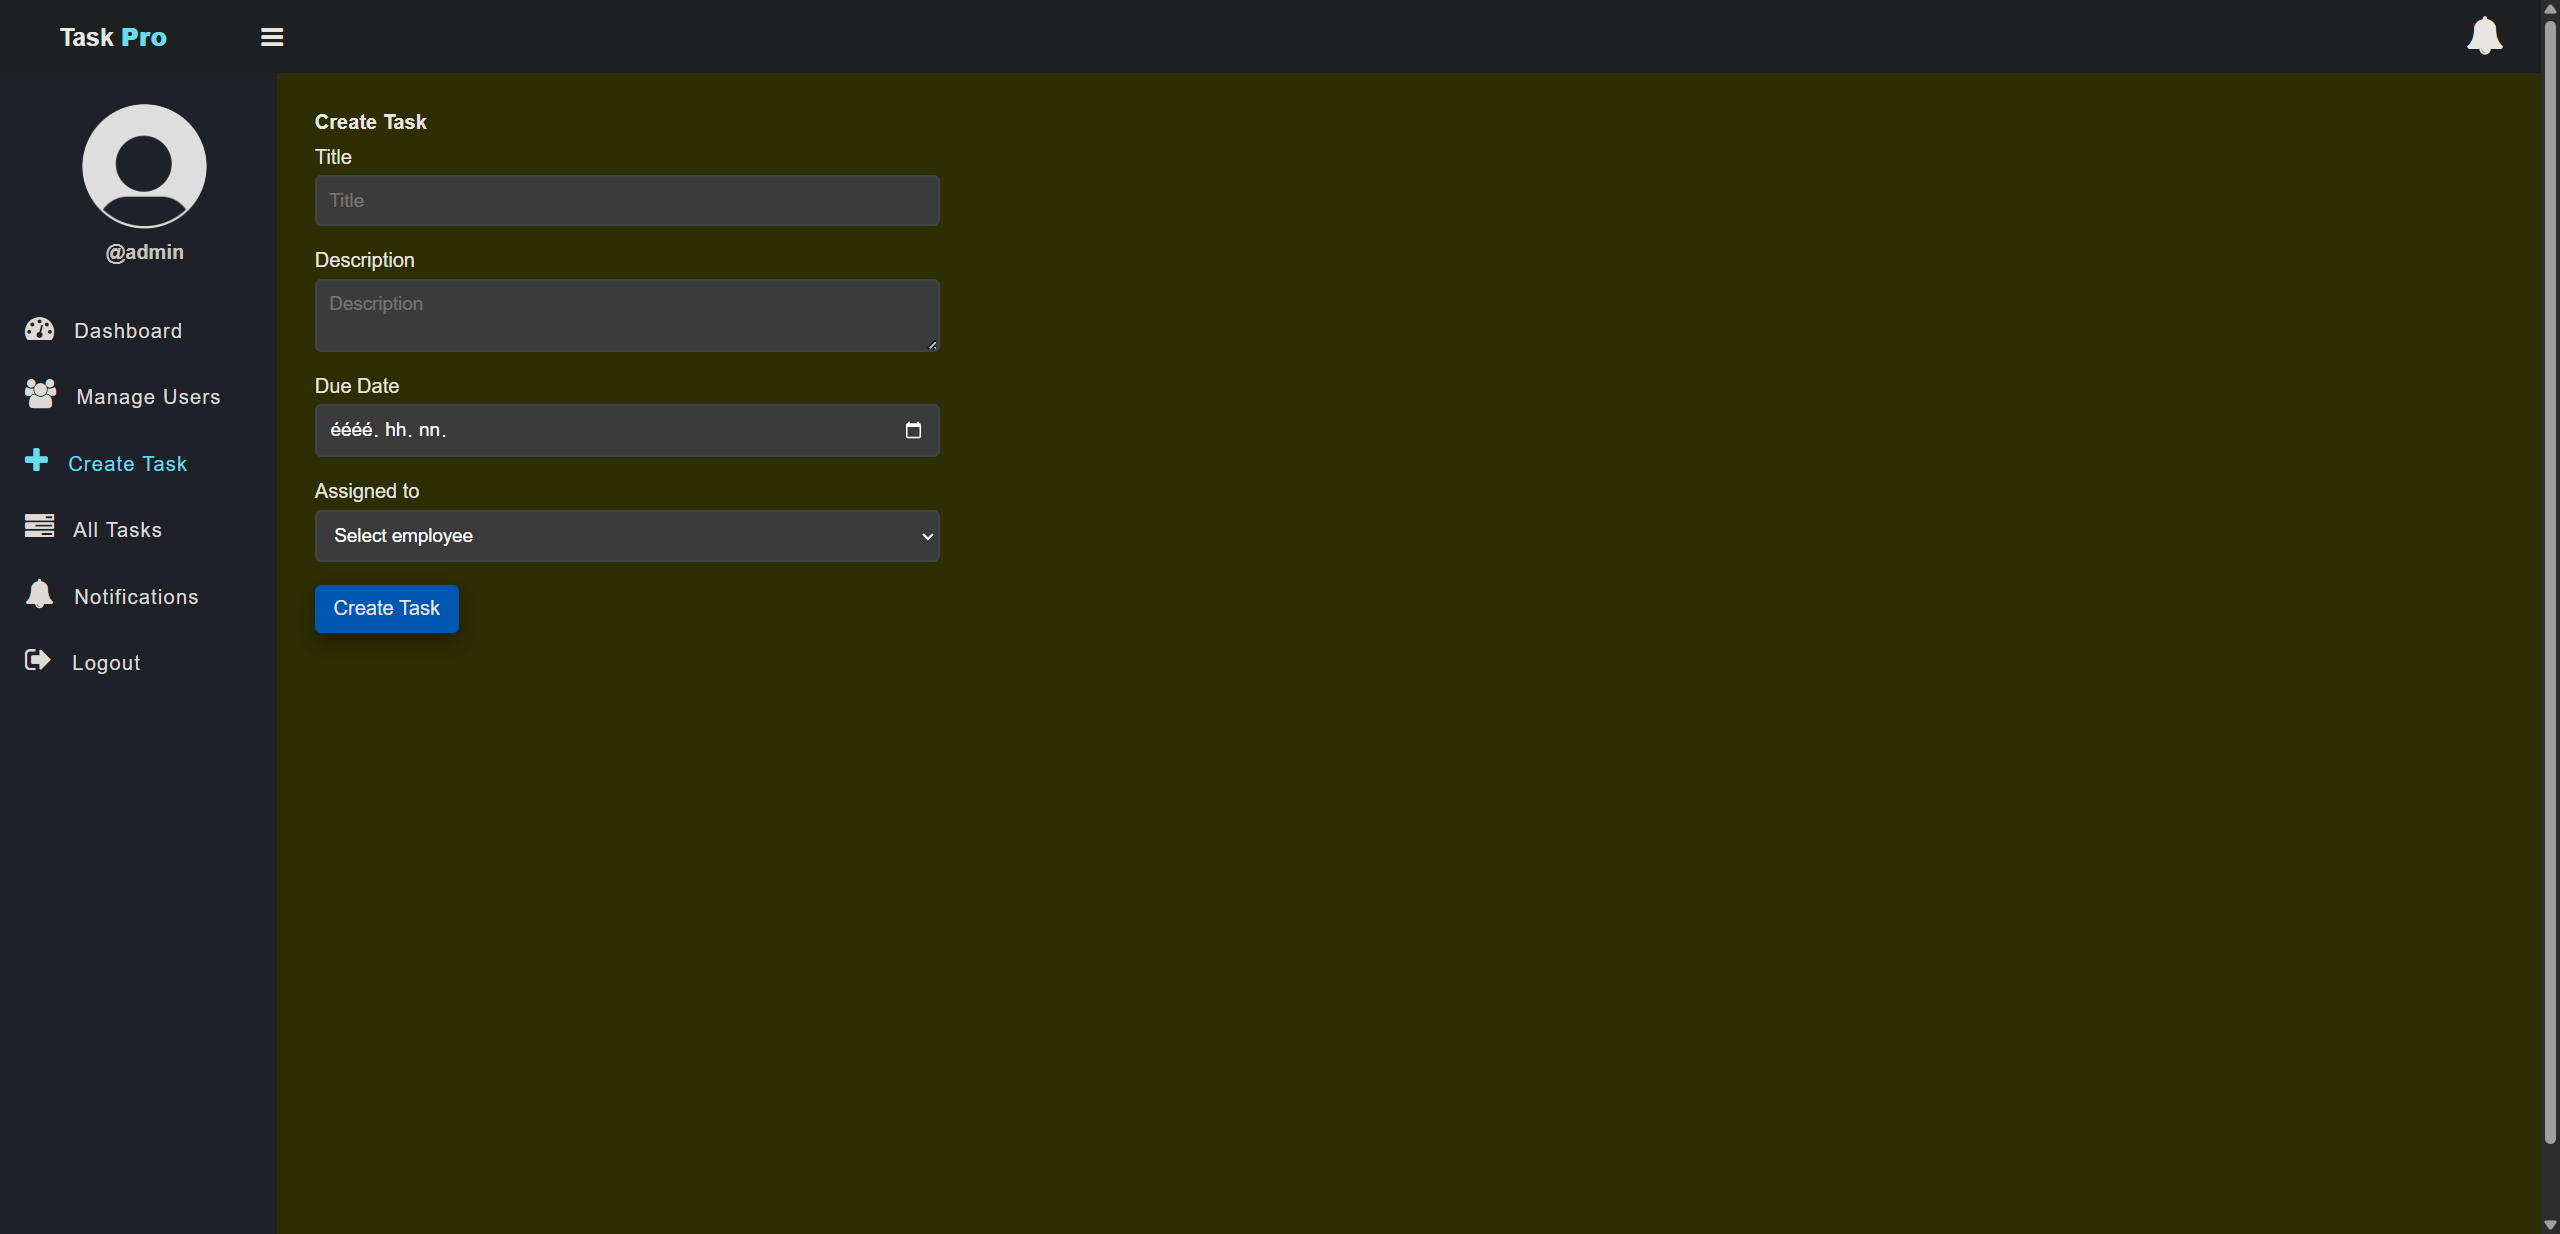 Task Pro
@admin
Dashboard
Manage Users
Create Task
All Tasks
Notifications
Logout
Create Task
Title
Title
Description
Description
Due Date
éééé. hh. nn.
Assigned to
Select employee
Create Task